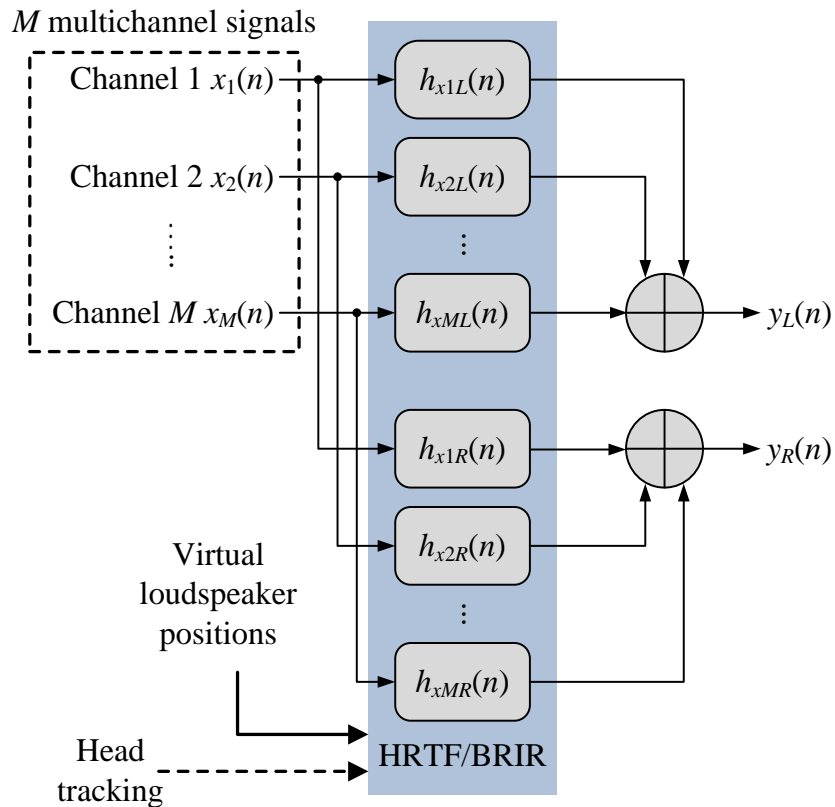 M multichannel signals
Channel 1 x1(n)
Channel 2 x2(n)
⋮
Channel M xM(n)
hx1L(n)
hx2L(n)
⋮
hxML(n)
yL(n)
hx1R(n)
yR(n)
hx2R(n)
⋮
hxMR(n)
Virtual
loudspeaker
positions
HRTF/BRIR
Head
tracking